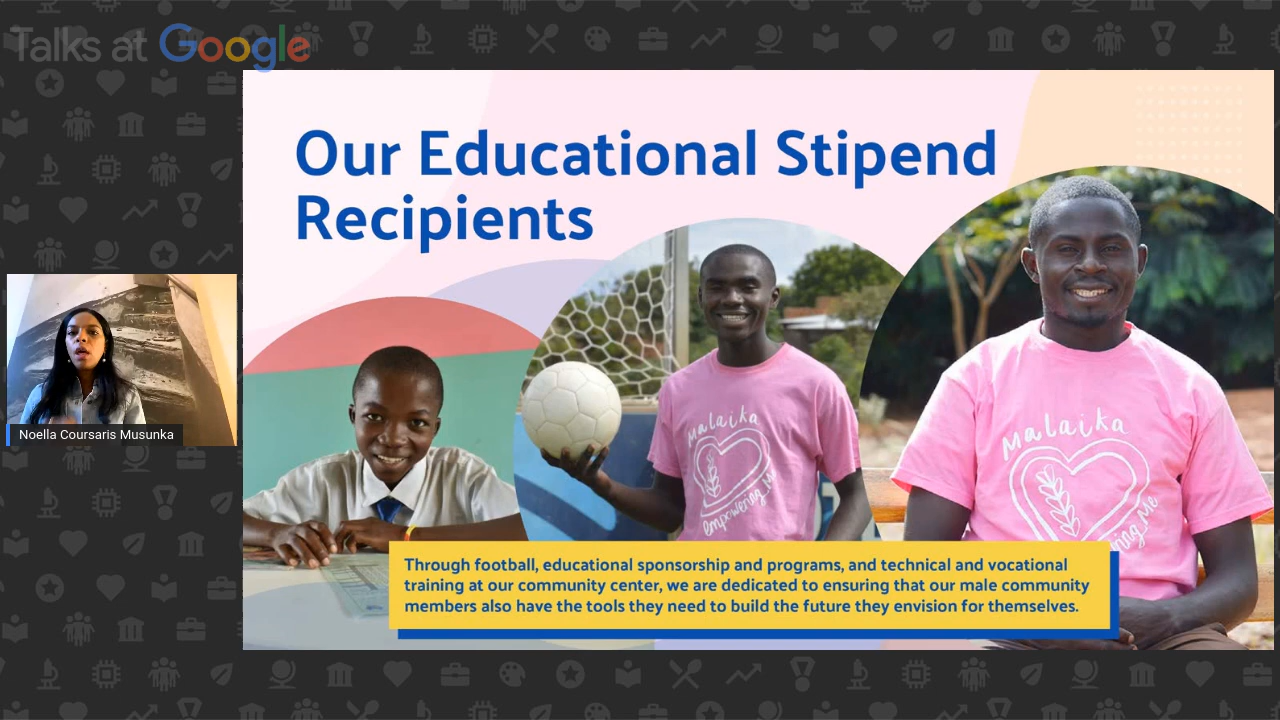 Talks at Google
Our Educational Stipend
Recipients
Noella Coursaris Musunka
Malaika
Empowering Me
Malaika
ring Me
Through football, educational sponsorship and programs, and technical and vocational
training at our community center, we are dedicated to ensuring that our male community
members also have the tools they need to build the future they envision for themselves.